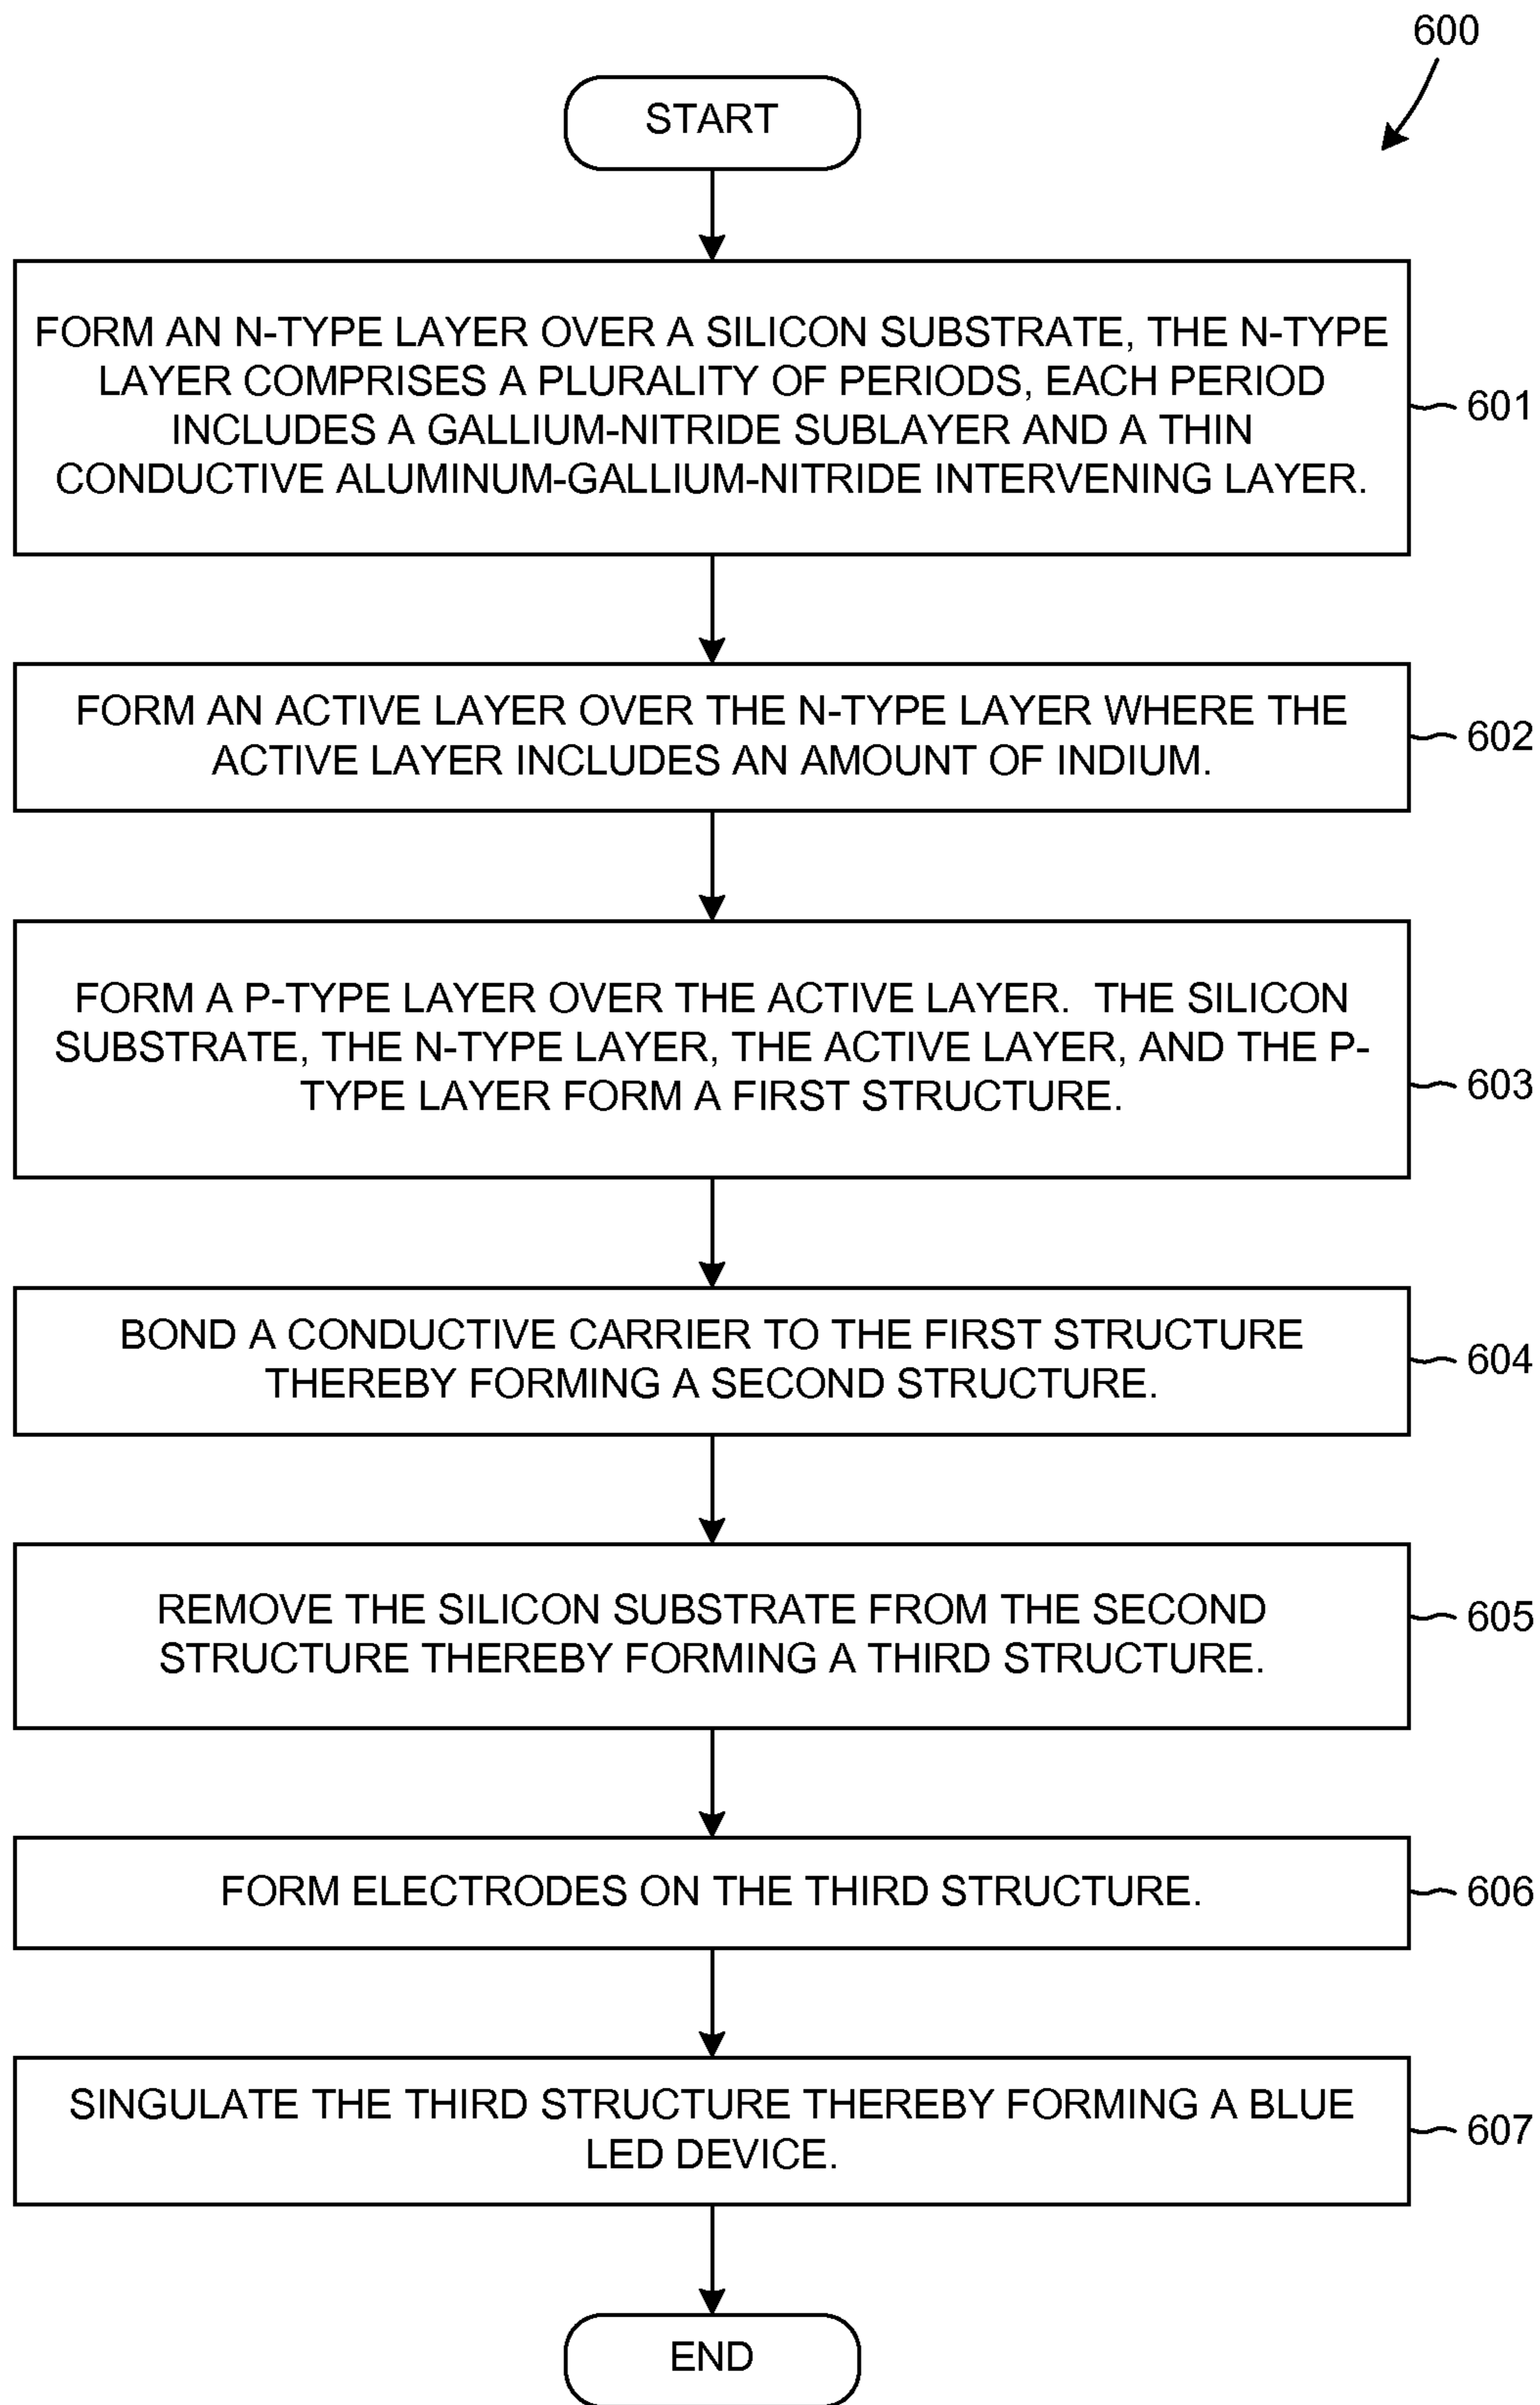 600
START
FORM AN N-TYPE LAYER OVER A SILICON SUBSTRATE, THE N-TYPE
LAYER COMPRISES A PLURALITY OF PERIODS, EACH PERIOD
INCLUDES A GALLIUM-NITRIDE SUBLAYER AND A THIN
CONDUCTIVE ALUMINUM-GALLIUM-NITRIDE INTERVENING LAYER.
601
FORM AN ACTIVE LAYER OVER THE N-TYPE LAYER WHERE THE
ACTIVE LAYER INCLUDES AN AMOUNT OF INDIUM.
602
FORM A P-TYPE LAYER OVER THE ACTIVE LAYER. THE SILICON
SUBSTRATE, THE N-TYPE LAYER, THE ACTIVE LAYER, AND THE P-
TYPE LAYER FORM A FIRST STRUCTURE.
603
BOND A CONDUCTIVE CARRIER TO THE FIRST STRUCTURE
THEREBY FORMING A SECOND STRUCTURE.
604
REMOVE THE SILICON SUBSTRATE FROM THE SECOND
STRUCTURE THEREBY FORMING A THIRD STRUCTURE.
605
FORM ELECTRODES ON THE THIRD STRUCTURE.
606
SINGULATE THE THIRD STRUCTURE THEREBY FORMING A BLUE
LED DEVICE.
607
END